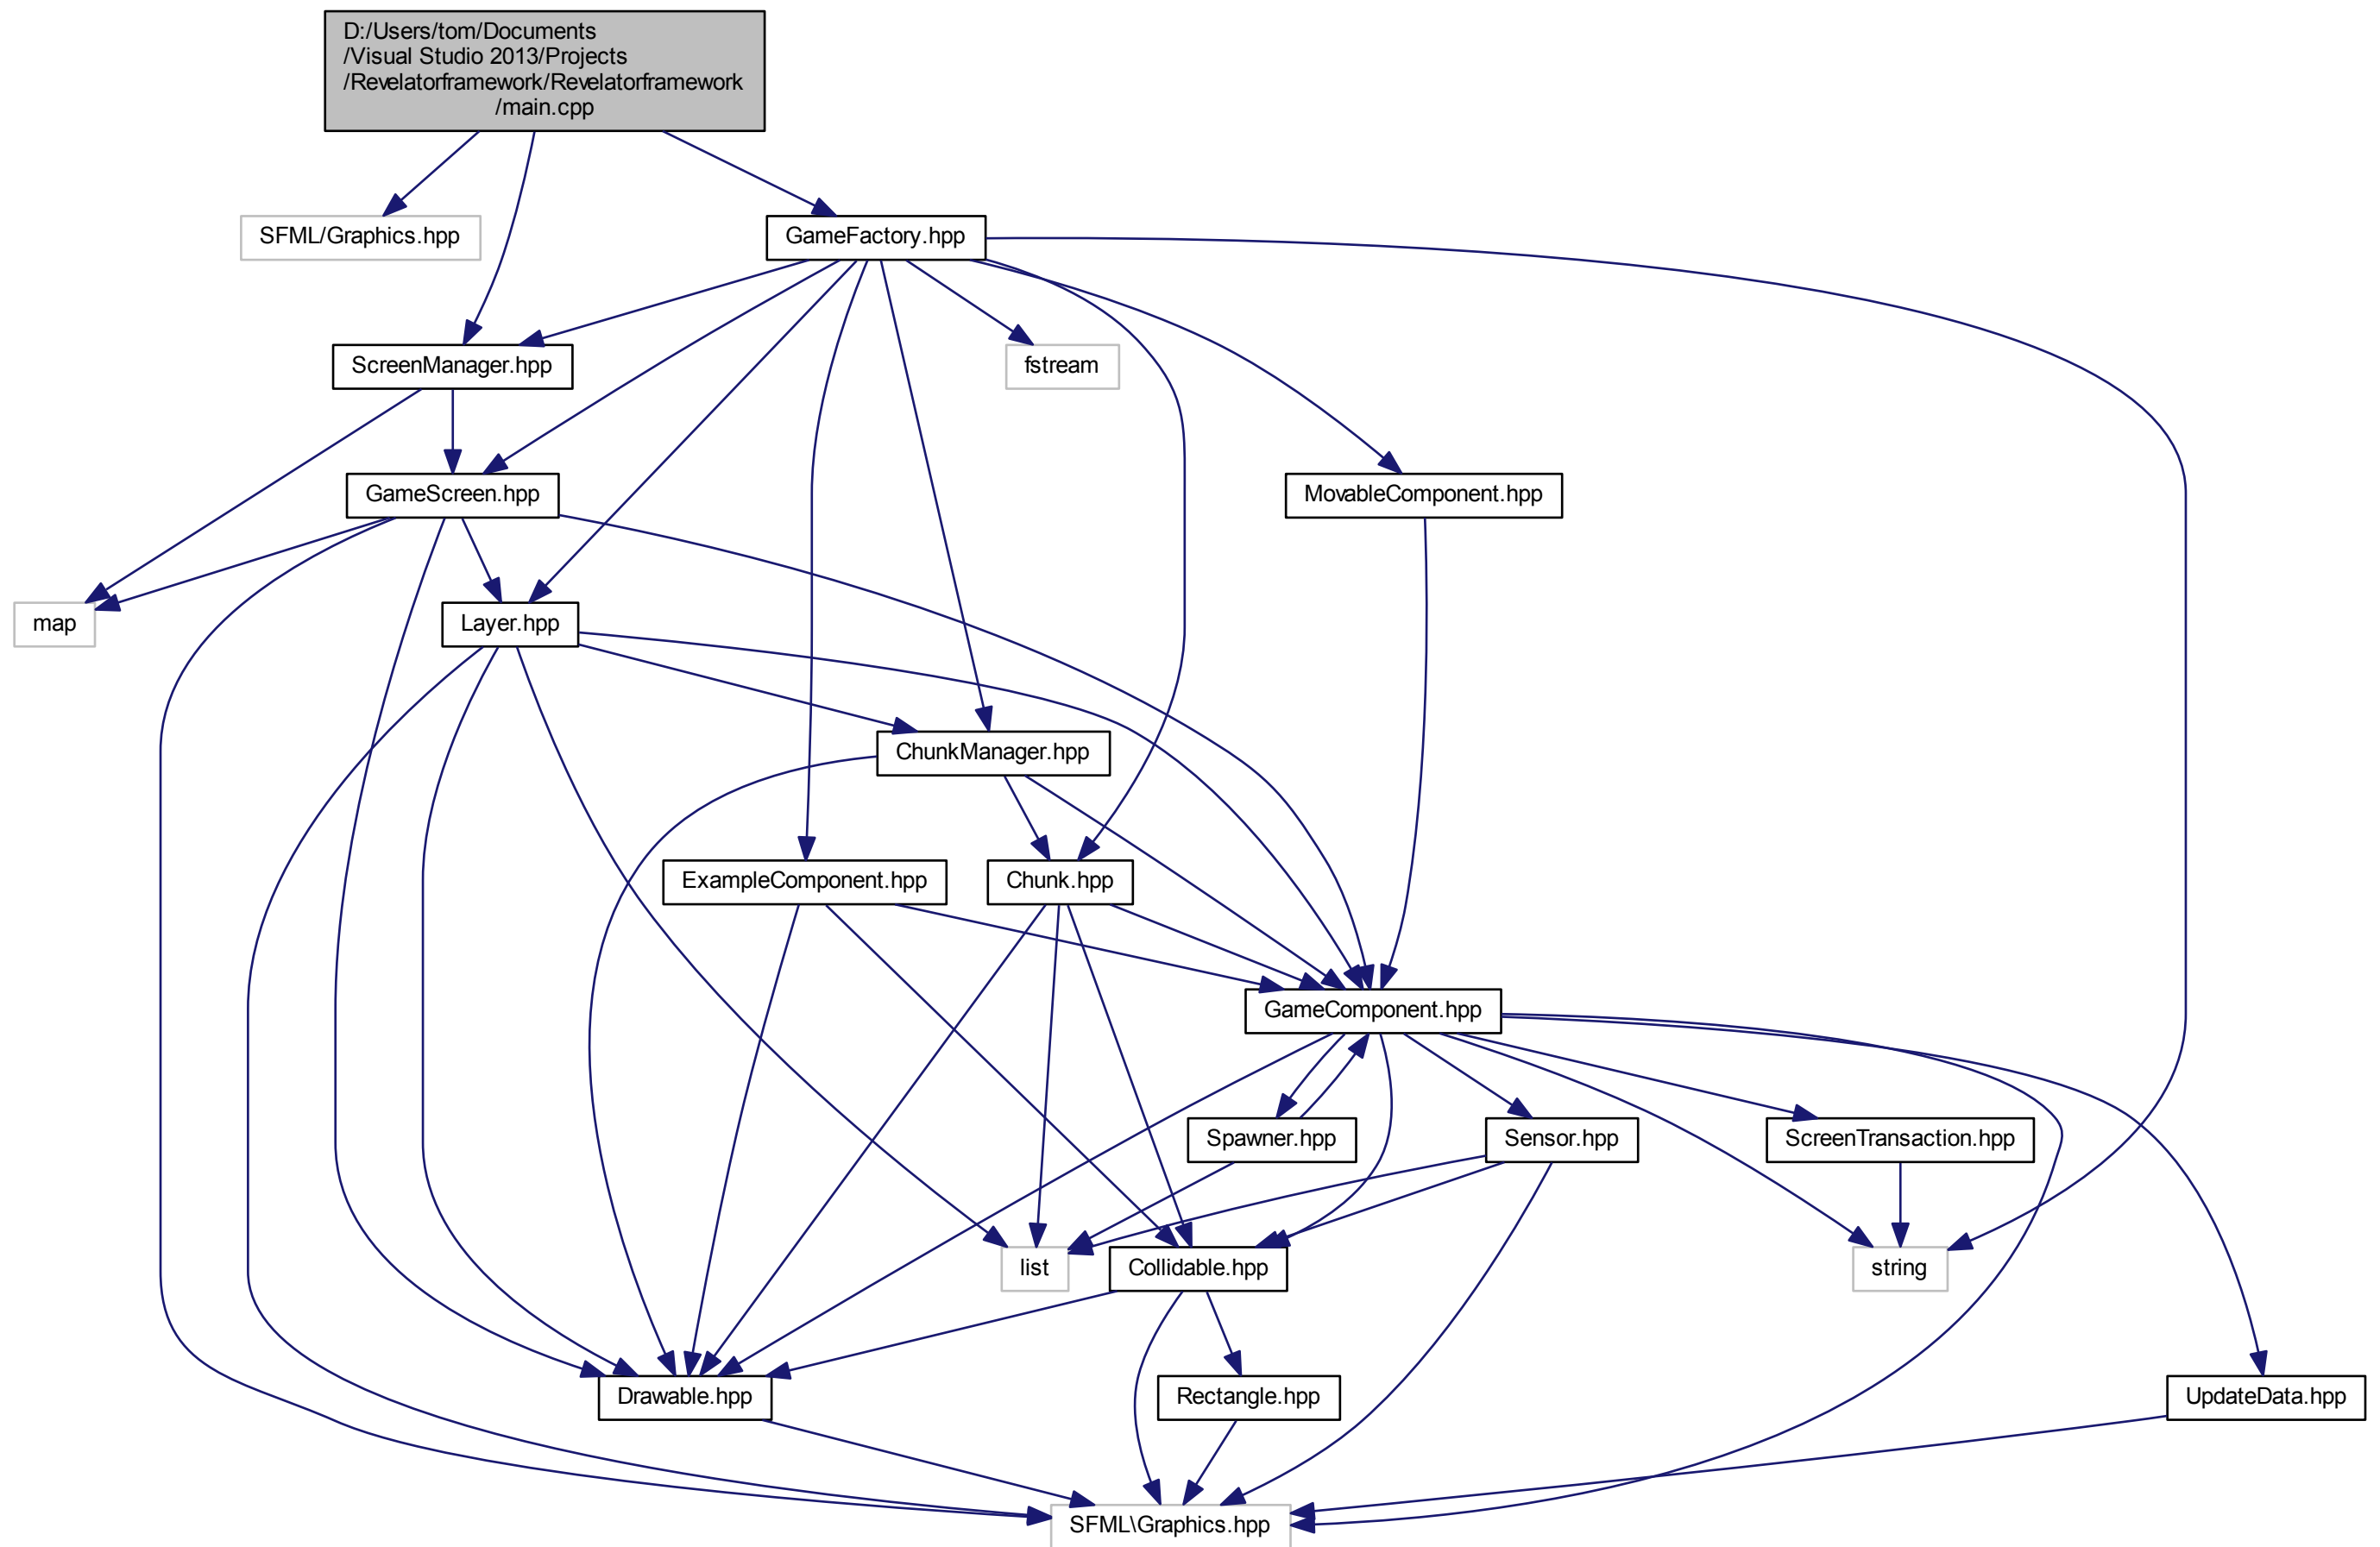 D:/Users/tom/Documents
/Visual Studio 2013/Projects
/Revelatorframework/Revelatorframework
/main.cpp
SFML/Graphics.hpp
GameFactory.hpp
ScreenManager.hpp
fstream
GameScreen.hpp
MovableComponent.hpp
map
Layer.hpp
ChunkManager.hpp
ExampleComponent.hpp
Chunk.hpp
GameComponent.hpp
Spawner.hpp
Sensor.hpp
ScreenTransaction.hpp
list
Collidable.hpp
string
Drawable.hpp
Rectangle.hpp
UpdateData.hpp
SFML\Graphics.hpp